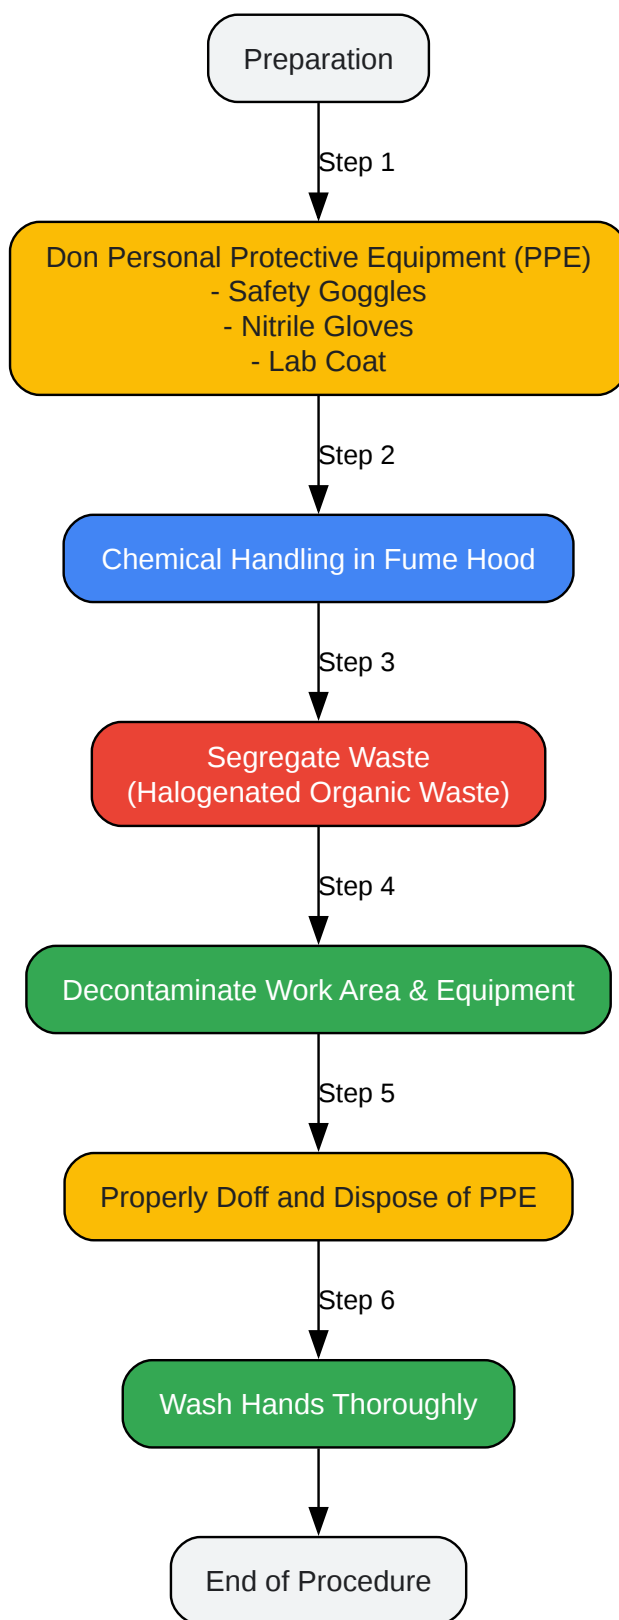 Preparation
Step 1
Don Personal Protective Equipment (PPE)
- Safety Goggles
- Nitrile Gloves
- Lab Coat
Step 2
Chemical Handling in Fume Hood
Step 3
Segregate Waste
(Halogenated Organic Waste)
Step 4
Decontaminate Work Area & Equipment
Step 5
Properly Doff and Dispose of PPE
Step 6
Wash Hands Thoroughly
End of Procedure